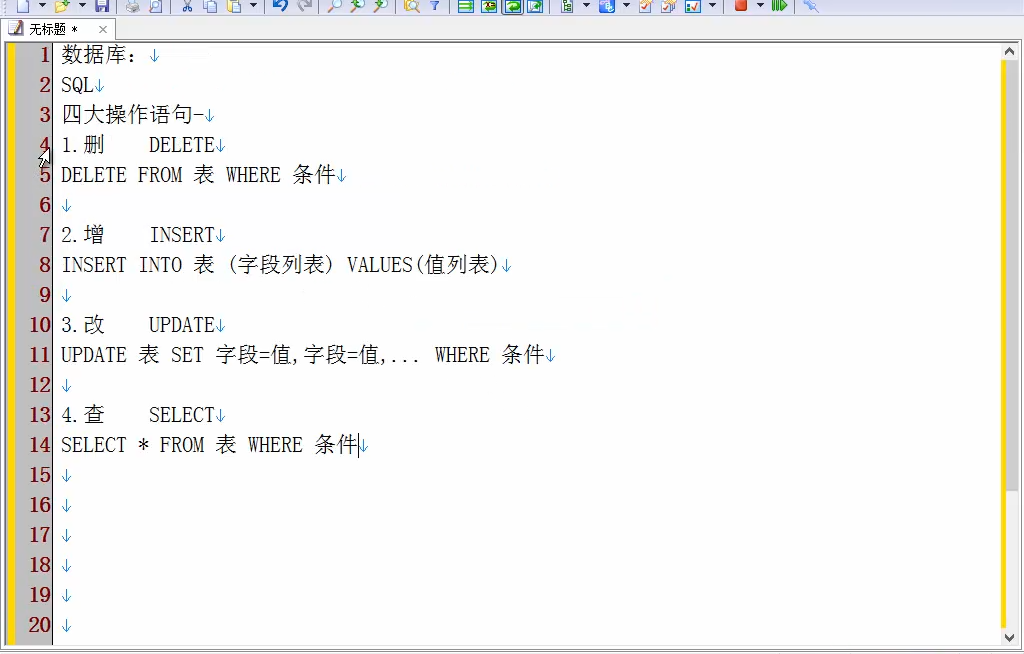 无标题 *
1 数据库：
2 SQL
3 四大操作语句-
4 1.删 DELETE
5 DELETE FROM 表 WHERE 条件
6
7 2.增 INSERT
8 INSERT INTO 表 (字段列表) VALUES(值列表)
9
10 3.改 UPDATE
11 UPDATE 表 SET 字段=值,字段=值,... WHERE 条件
12
13 4.查 SELECT
14 SELECT * FROM 表 WHERE 条件
15
16
17
18
19
20